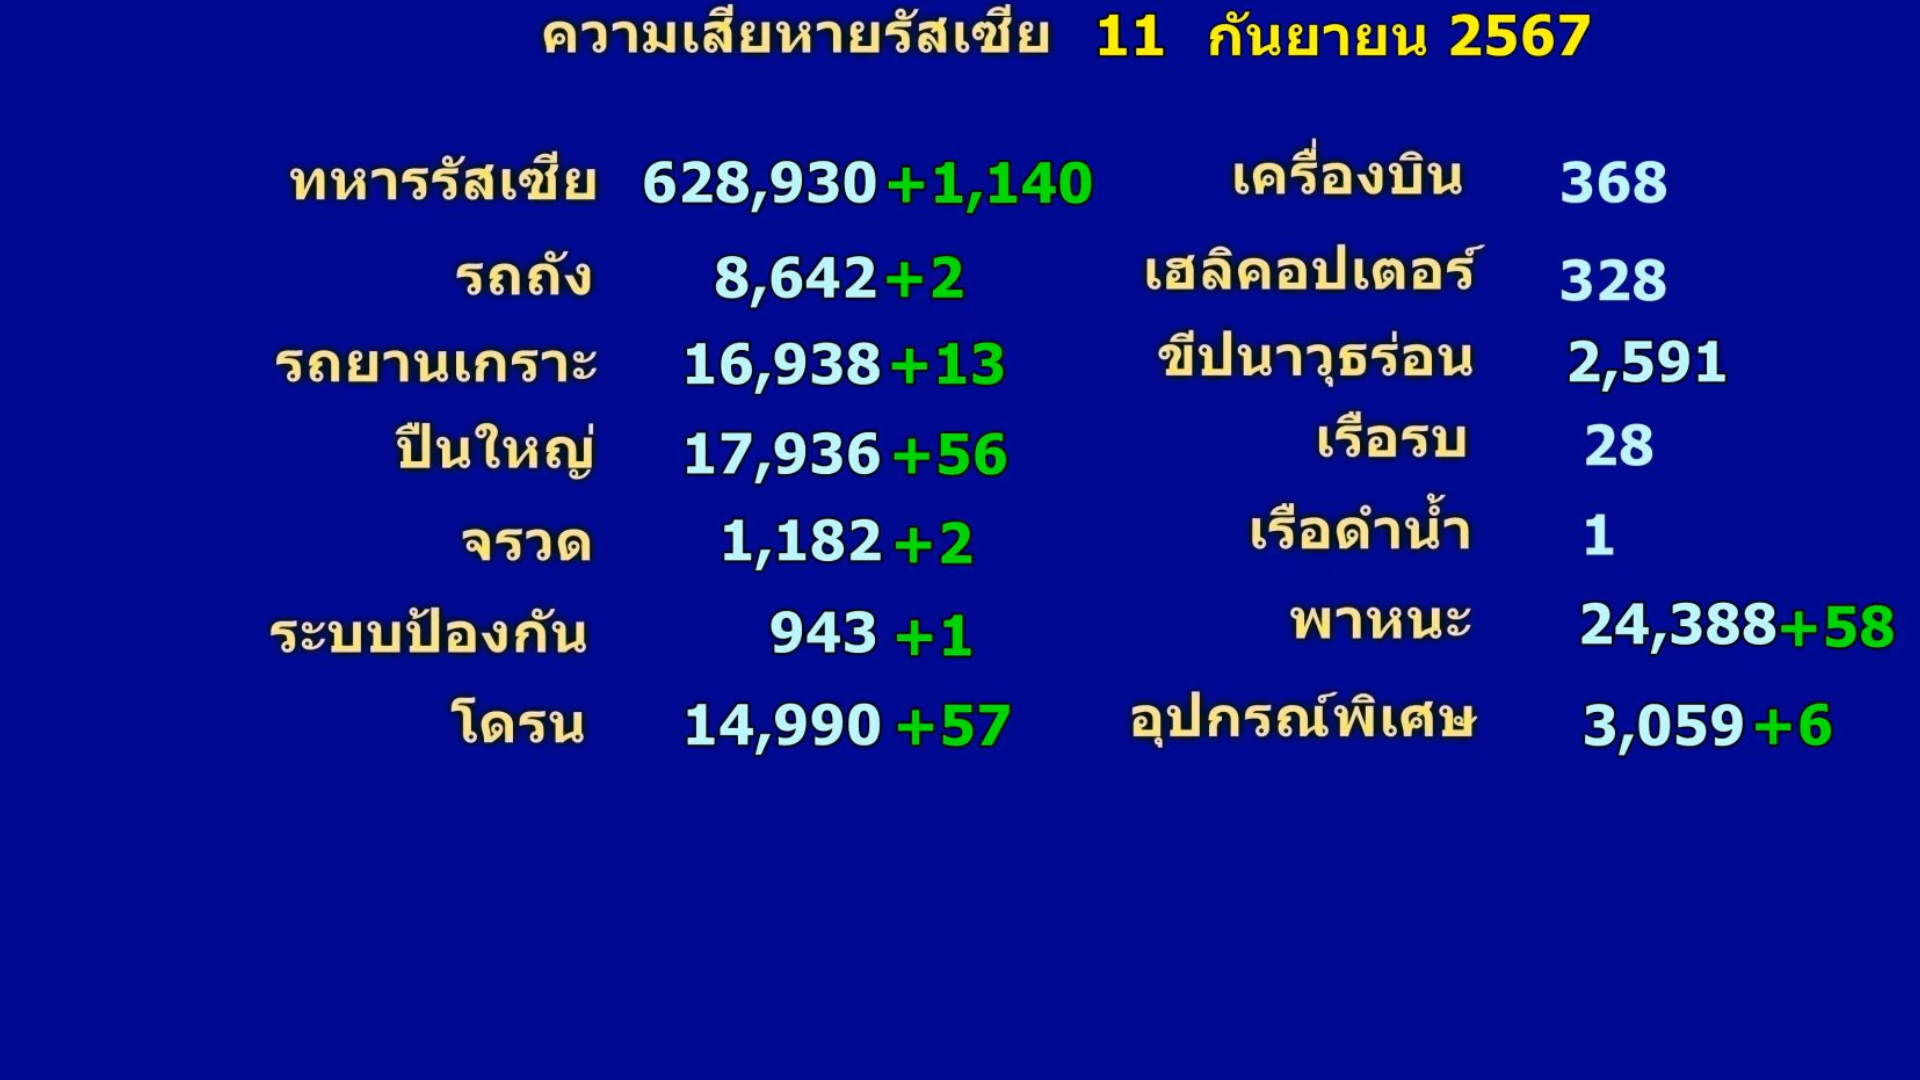 ความเสียหายรัสเซีย 11 กันยายน 2567
ทหารรัสเซีย 628,930 +1,140 เครื่องบิน 368
รถถัง 8,642 +2 เฮลิคอปเตอร์ 328
รถยานเกราะ 16,938 +13 ขีปนาวุธร่อน 2,591
ปืนใหญ่ 17,936 +56 เรือรบ 28
จรวด 1,182 +2 เรือดำน้ำ 1
ระบบป้องกัน 943 +1 พาหนะ 24,388 +58
โดรน 14,990 +57 อุปกรณ์พิเศษ 3,059 +6